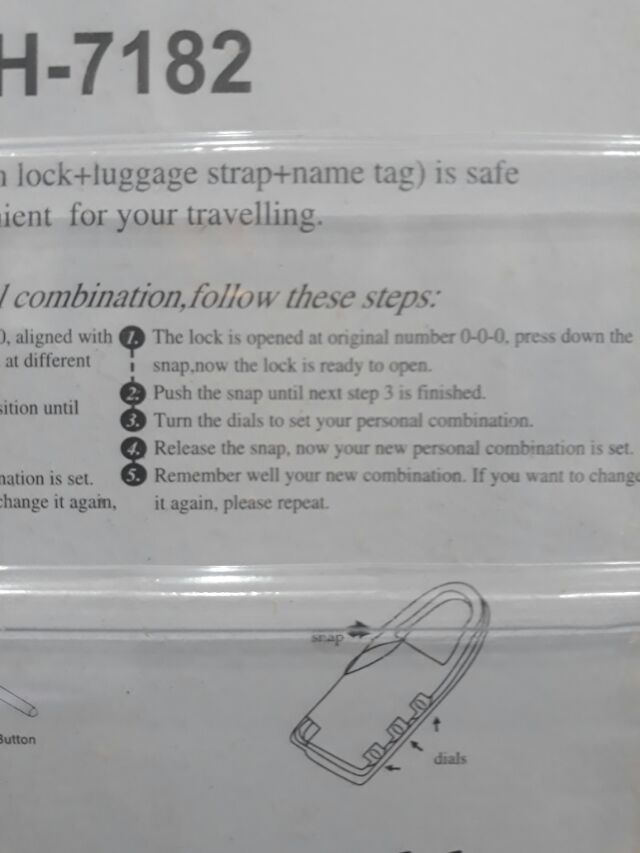 H-7182
lock+luggage strap+name tag) is safe
for your travelling.
combination,follow these steps:
0, aligned with
at different
until
is set.
change it again,
1. The lock is opened at original number 0-0-0, press down the
snap,now the lock is ready to open.
2. Push the snap until next step 3 is finished.
3. Turn the dials to set your personal combination.
4. Release the snap, now your new personal combination is set.
5. Remember well your new combination. If you want to change
it again, please repeat.
snap
Button
dials